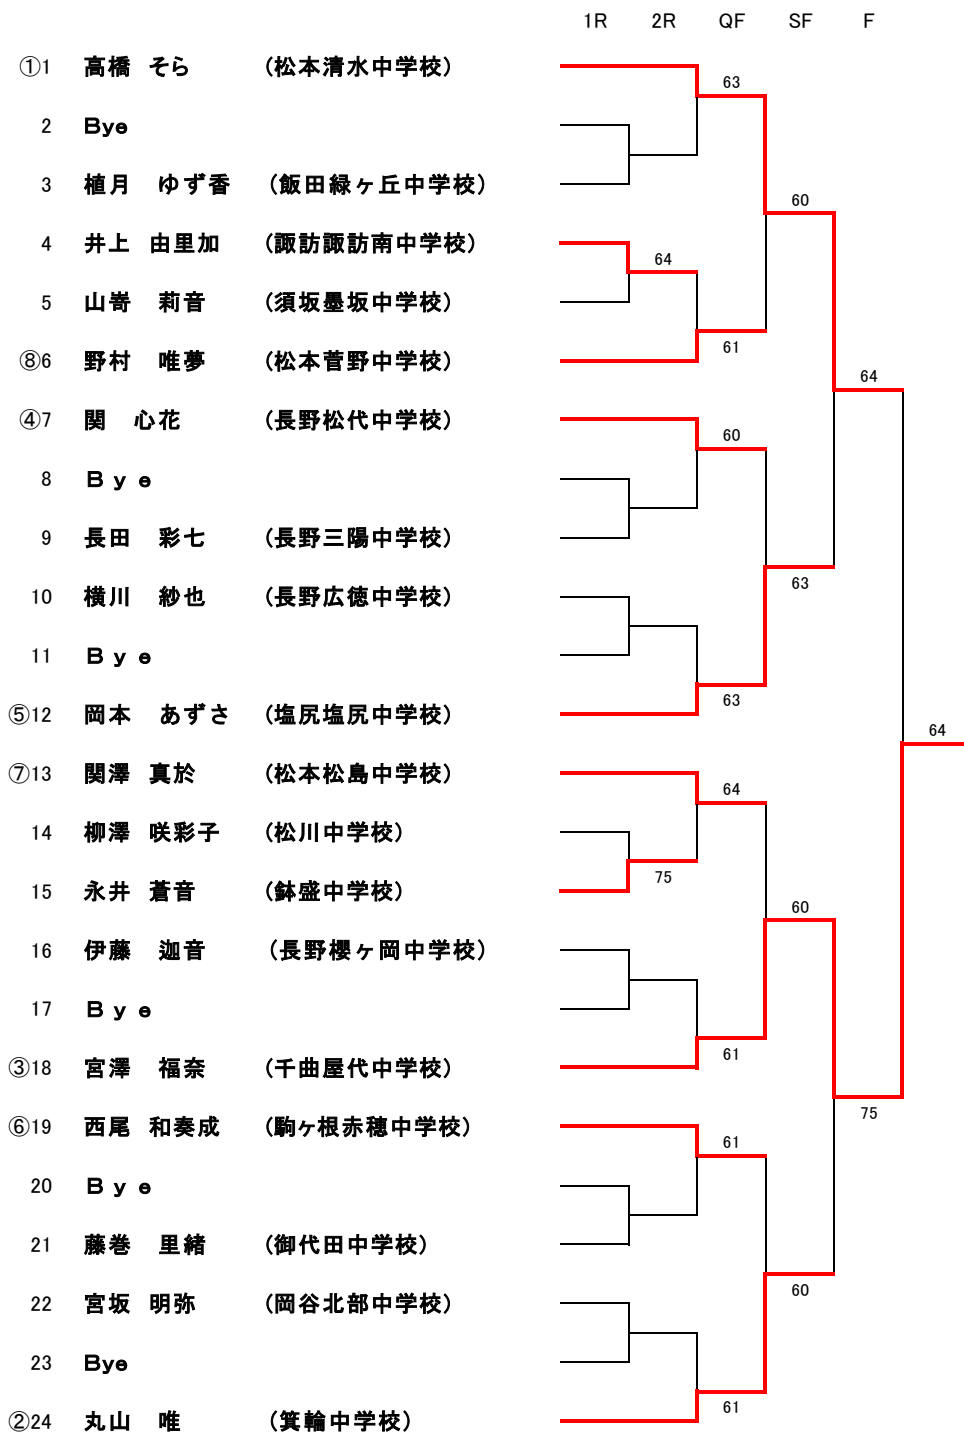 1R 2R QF SF F
①1 高橋 そら (松本清水中学校)
63
2 Bye
3 植月 ゆず香 (飯田緑ヶ丘中学校)
60
4 井上 由里加 (諏訪諏訪南中学校)
64
5 山嵜 莉音 (須坂墨坂中学校)
61
⑧6 野村 唯夢 (松本菅野中学校)
64
④7 関 心花 (長野松代中学校)
60
8 Bye
9 長田 彩七 (長野三陽中学校)
63
10 横川 紗也 (長野広徳中学校)
11 Bye
63
⑤12 岡本 あずさ (塩尻塩尻中学校)
64
⑦13 関澤 真於 (松本松島中学校)
64
14 柳澤 咲彩子 (松川中学校)
75
15 永井 蒼音 (鉢盛中学校)
60
16 伊藤 迦音 (長野櫻ヶ岡中学校)
17 Bye
61
③18 宮澤 福奈 (千曲屋代中学校)
75
⑥19 西尾 和奏成 (駒ヶ根赤穂中学校)
61
20 Bye
21 藤巻 里緒 (御代田中学校)
60
22 宮坂 明弥 (岡谷北部中学校)
23 Bye
61
②24 丸山 唯 (箕輪中学校)